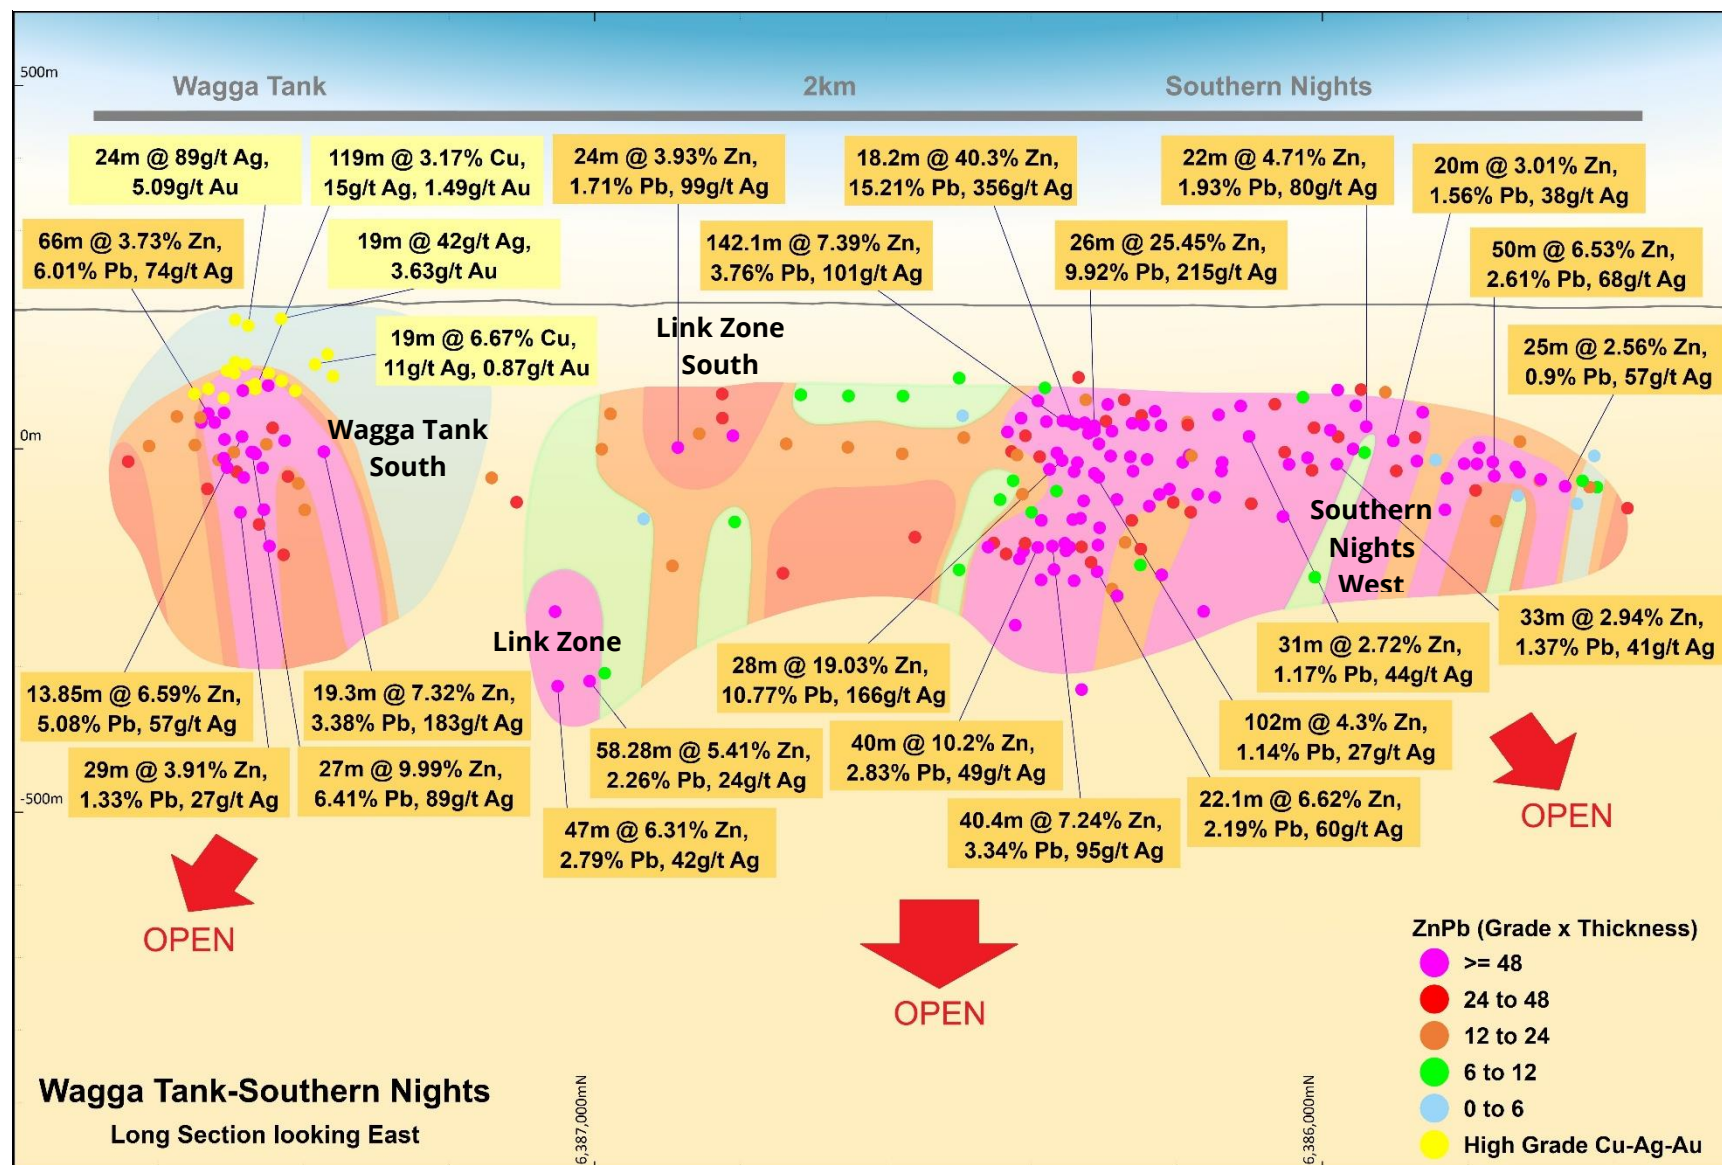 500m
Wagga Tank
2km
Southern Nights
24m @ 89g/t Ag,
5.09g/t Au
119m @ 3.17% Cu,
15g/t Ag, 1.49g/t Au
24m @ 3.93% Zn,
1.71% Pb, 99g/t Ag
18.2m @ 40.3% Zn,
15.21% Pb, 356g/t Ag
22m @ 4.71% Zn,
1.93% Pb, 80g/t Ag
20m @ 3.01% Zn,
1.56% Pb, 38g/t Ag
66m @ 3.73% Zn,
6.01% Pb, 74g/t Ag
19m @ 42g/t Ag,
3.63g/t Au
142.1m @ 7.39% Zn,
3.76% Pb, 101g/t Ag
26m @ 25.45% Zn,
9.92% Pb, 215g/t Ag
50m @ 6.53% Zn,
2.61% Pb, 68g/t Ag
19m @ 6.67% Cu,
11g/t Ag, 0.87g/t Au
Link Zone
South
25m @ 2.56% Zn,
0.9% Pb, 57g/t Ag
0m
Wagga Tank
South
Southern
Nights
West
Link Zone
33m @ 2.94% Zn,
1.37% Pb, 41g/t Ag
31m @ 2.72% Zn,
1.17% Pb, 44g/t Ag
28m @ 19.03% Zn,
10.77% Pb, 166g/t Ag
13.85m @ 6.59% Zn,
5.08% Pb, 57g/t Ag
19.3m @ 7.32% Zn,
3.38% Pb, 183g/t Ag
102m @ 4.3% Zn,
1.14% Pb, 27g/t Ag
58.28m @ 5.41% Zn,
2.26% Pb, 24g/t Ag
40m @ 10.2% Zn,
2.83% Pb, 49g/t Ag
29m @ 3.91% Zn,
1.33% Pb, 27g/t Ag
27m @ 9.99% Zn,
6.41% Pb, 89g/t Ag
22.1m @ 6.62% Zn,
2.19% Pb, 60g/t Ag
-500m
47m @ 6.31% Zn,
2.79% Pb, 42g/t Ag
40.4m @ 7.24% Zn,
3.34% Pb, 95g/t Ag
OPEN
OPEN
OPEN
ZnPb (Grade x Thickness)
>= 48
24 to 48
12 to 24
6 to 12
0 to 6
High Grade Cu-Ag-Au
Wagga Tank-Southern Nights
Long Section looking East
6,387,000mN
6,386,000mN